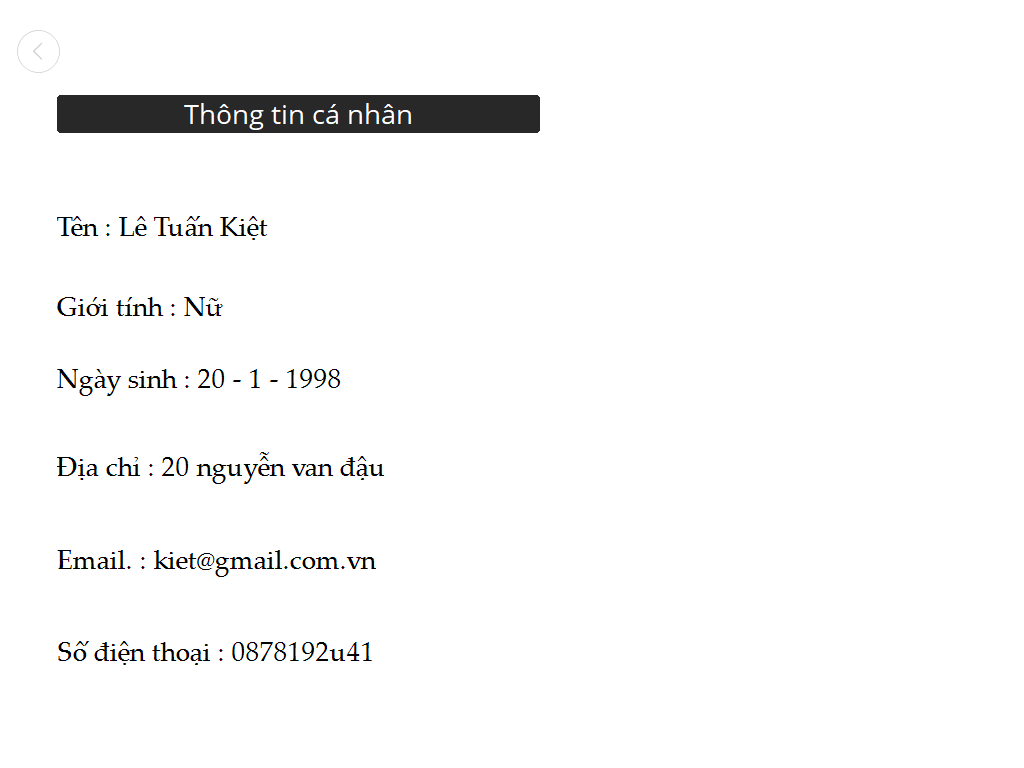 Thông tin cá nhân
Tên : Lê Tuấn Kiệt
Giới tính : Nữ
Ngày sinh : 20 - 1 - 1998
Địa chỉ : 20 nguyễn van đậu
Email. : kiet@gmail.com.vn
Số điện thoại : 0878192u41